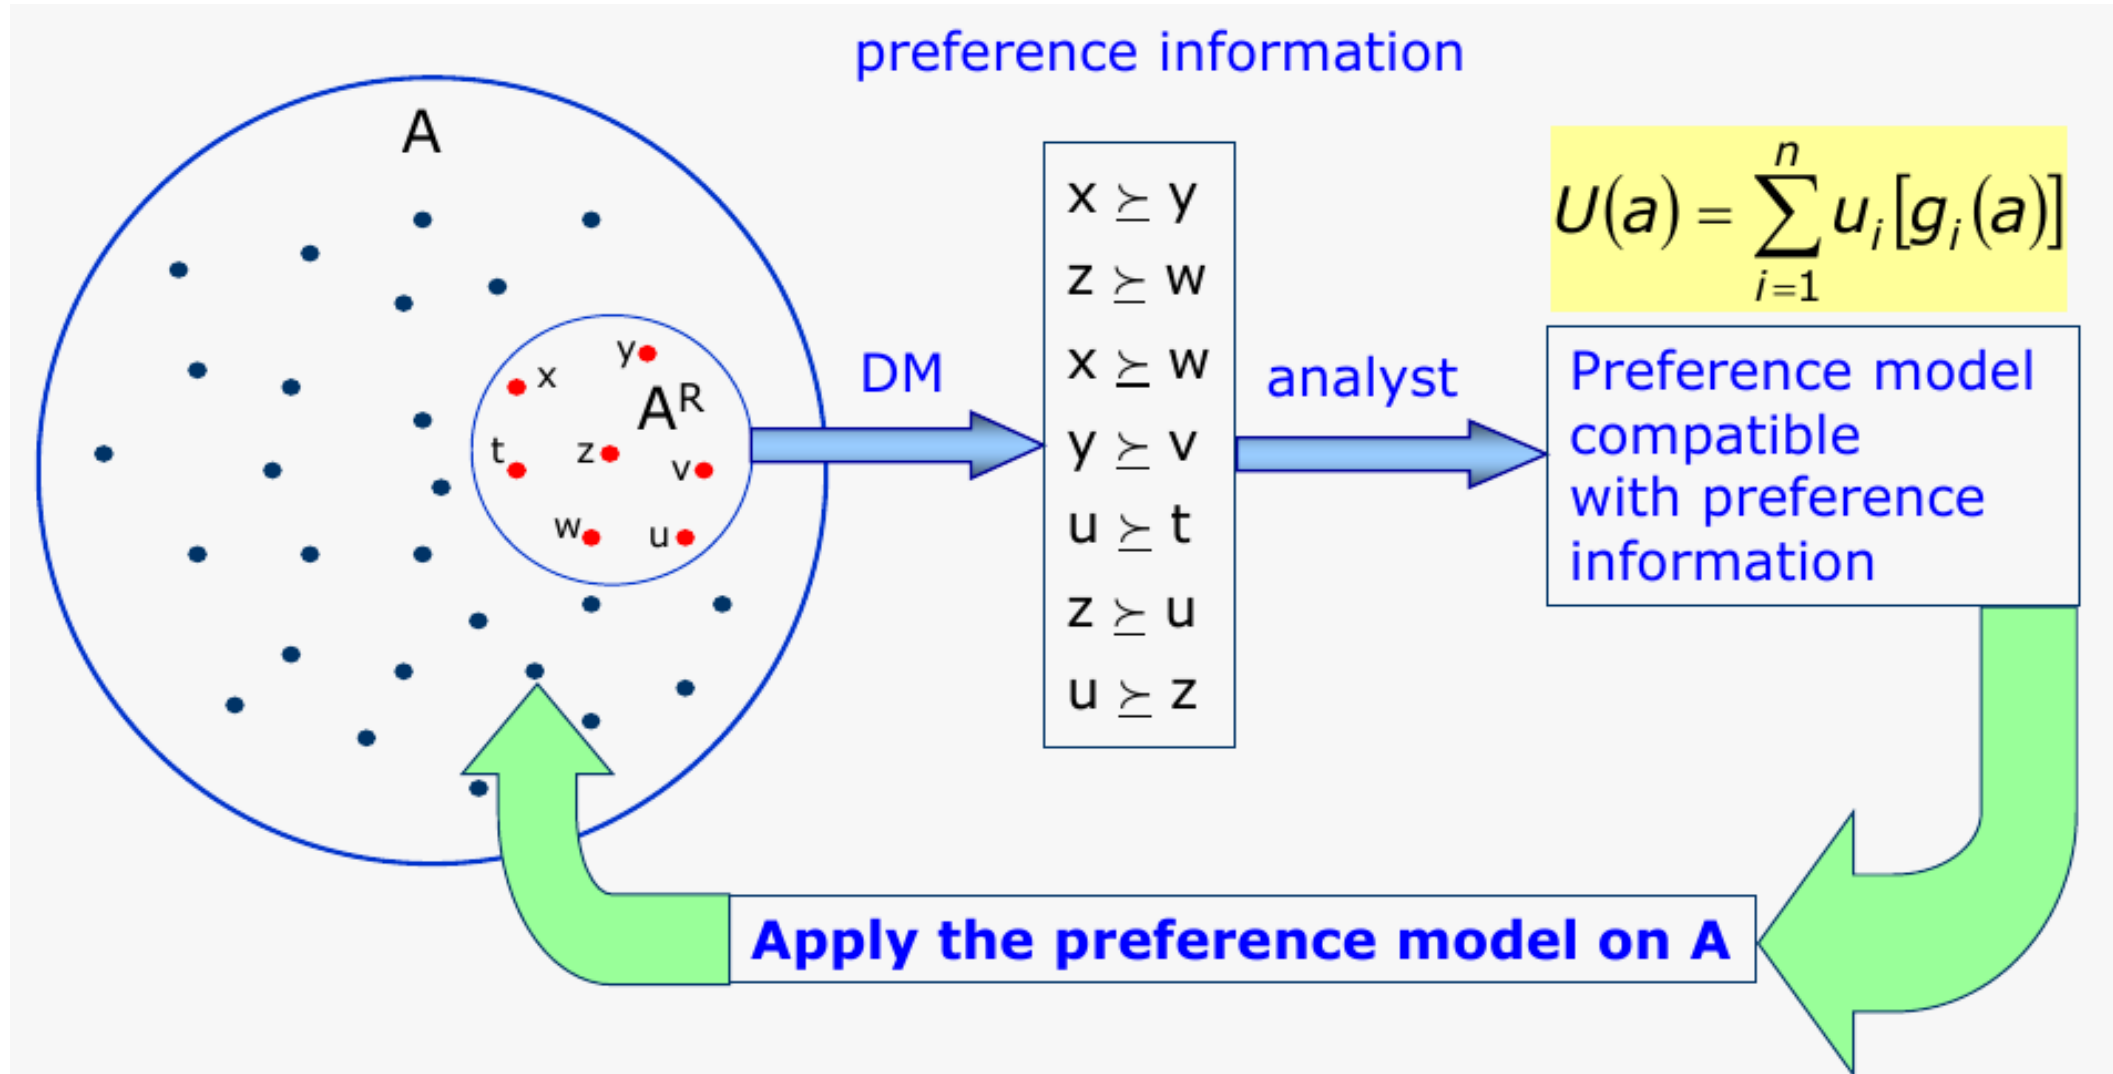 preference information
A
x
y
A^R
t
z
v
w
u
DM
x ≽ y
z ≽ w
x ≽ w
y ≽ v
u ≽ t
z ≽ u
u ≽ z
analyst
U(a) = ∑_{i=1}^{n} u_i[g_i(a)]
Preference model
compatible
with preference
information
Apply the preference model on A